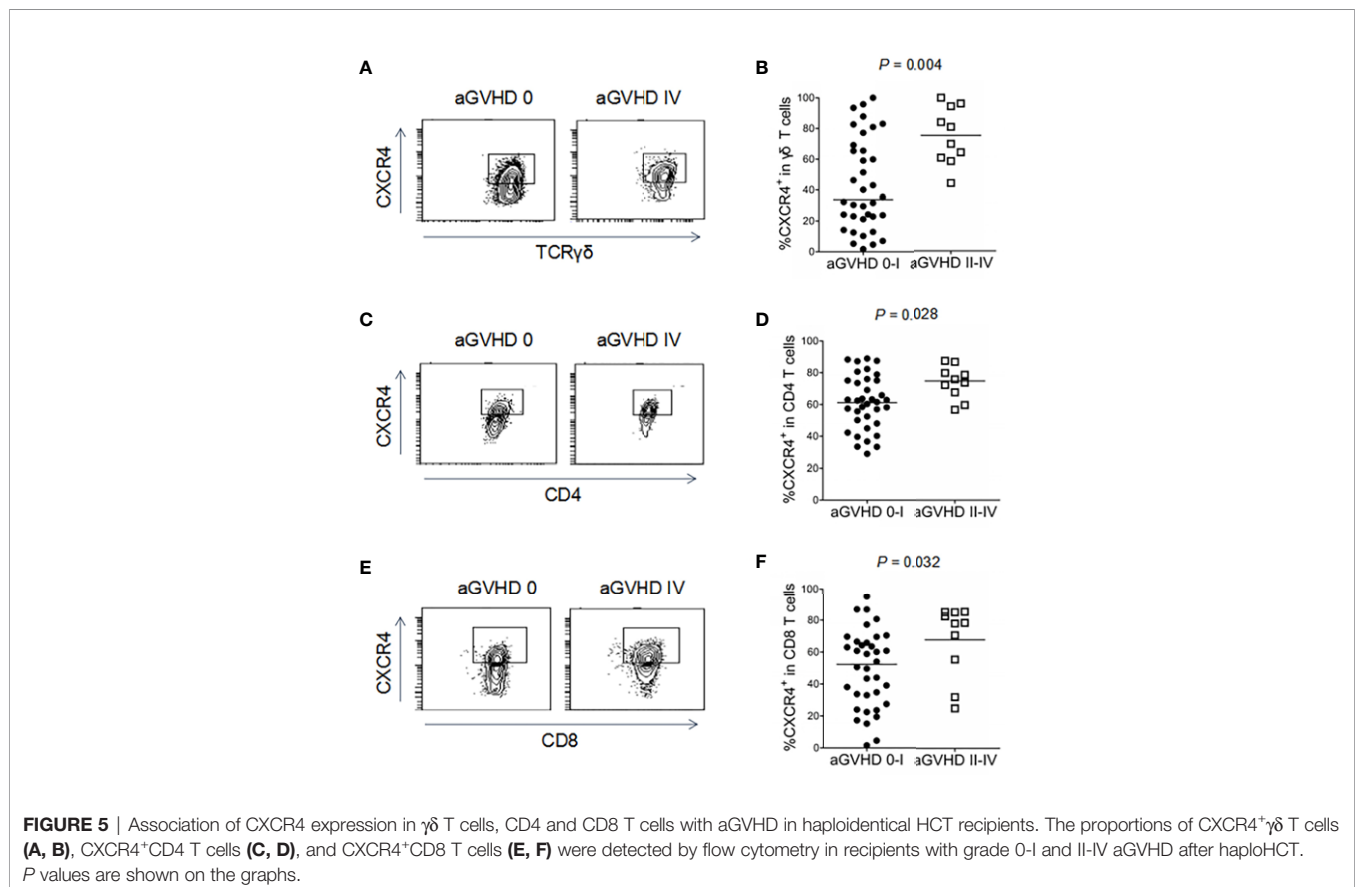 A
aGVHD 0
aGVHD IV
CXCR4
TCRγδ
B
P = 0.004
%CXCR4+ in γδ T cells
100
80
60
40
20
0
aGVHD 0-I
aGVHD II-IV
C
aGVHD 0
aGVHD IV
CXCR4
CD4
D
P = 0.028
%CXCR4+ in CD4 T cells
100
80
60
40
20
0
aGVHD 0-I
aGVHD II-IV
E
aGVHD 0
aGVHD IV
CXCR4
CD8
F
P = 0.032
%CXCR4+ in CD8 T cells
100
80
60
40
20
0
aGVHD 0-I
aGVHD II-IV
FIGURE 5 | Association of CXCR4 expression in γδ T cells, CD4 and CD8 T cells with aGVHD in haploidentical HCT recipients. The proportions of CXCR4+γδ T cells
(A, B), CXCR4+CD4 T cells (C, D), and CXCR4+CD8 T cells (E, F) were detected by flow cytometry in recipients with grade 0-I and II-IV aGVHD after haploHCT.
P values are shown on the graphs.